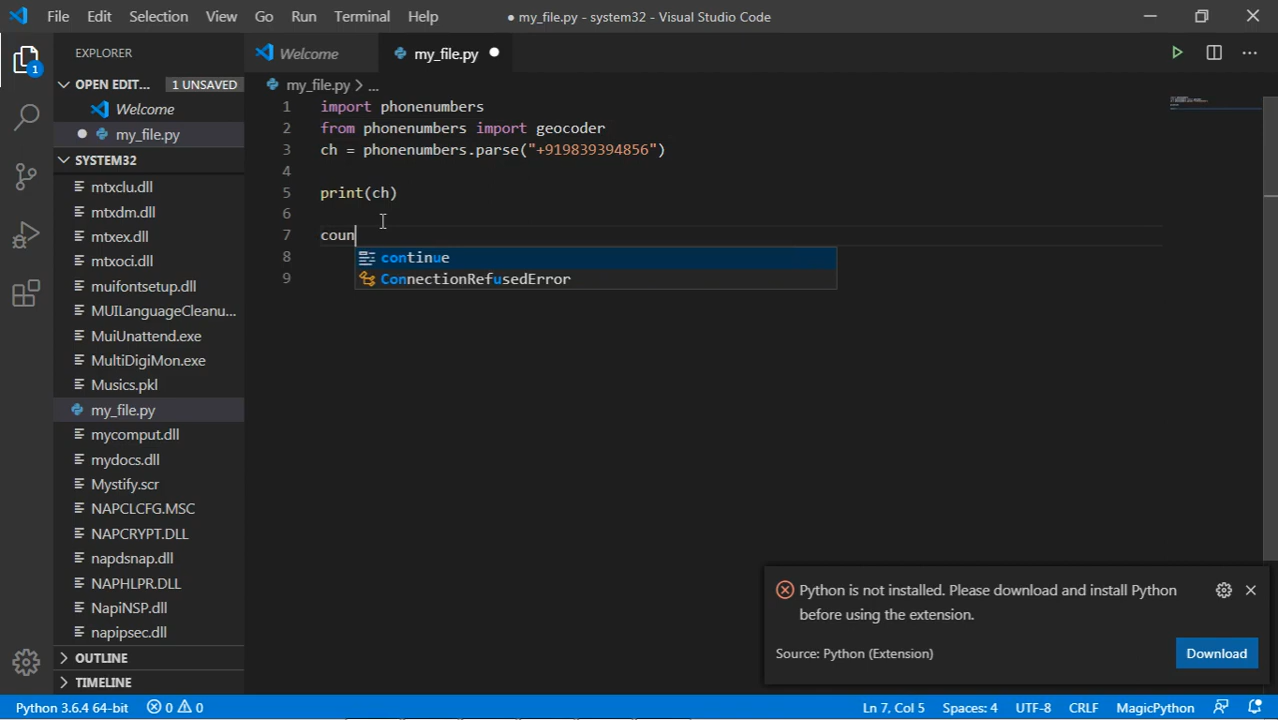 File Edit Selection View Go Run Terminal Help
● my_file.py - system32 - Visual Studio Code
EXPLORER
Welcome
my_file.py
OPEN EDIT... 1 UNSAVED
my_file.py > ...
Welcome
my_file.py
SYSTEM32
mtxclu.dll
mtxdm.dll
mtxex.dll
mtxoci.dll
muifontsetup.dll
MUILanguageCleanu...
MuiUnattend.exe
MultiDigiMon.exe
Musics.pkl
my_file.py
mycomput.dll
mydocs.dll
Mystify.scr
NAPCLCFG.MSC
NAPCRYPT.DLL
napdsnap.dll
NAPHLPR.DLL
NapiNSP.dll
napipsec.dll
OUTLINE
TIMELINE
1 import phonenumbers
2 from phonenumbers import geocoder
3 ch = phonenumbers.parse("+919839394856")
4
5 print(ch)
6
7 coun
8 continue
9 ConnectionRefusedError
Python is not installed. Please download and install Python
before using the extension.
Source: Python (Extension) Download
Python 3.6.4 64-bit 0 0 Ln 7, Col 5 Spaces: 4 UTF-8 CRLF MagicPython
1